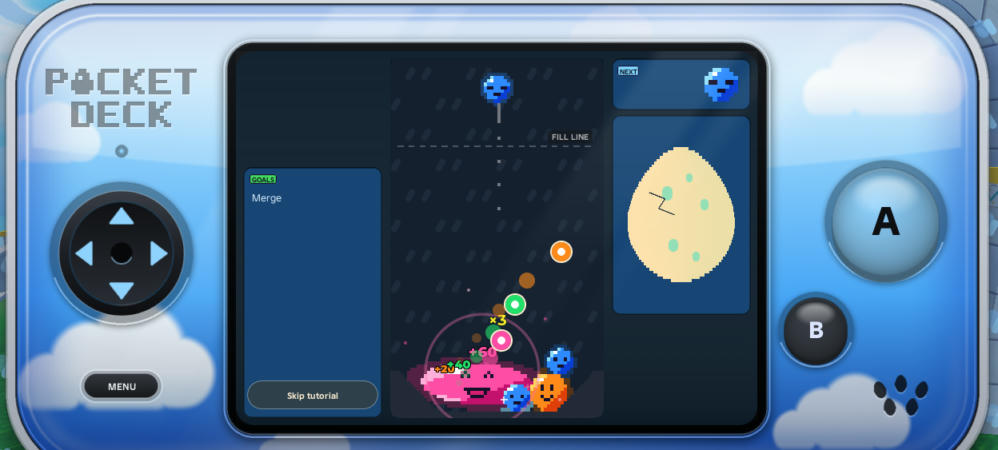 POCKET
DECK
MENU
GOALS
Merge
Skip tutorial
FILL LINE
×3
+60
+20
+40
NEXT
A
B